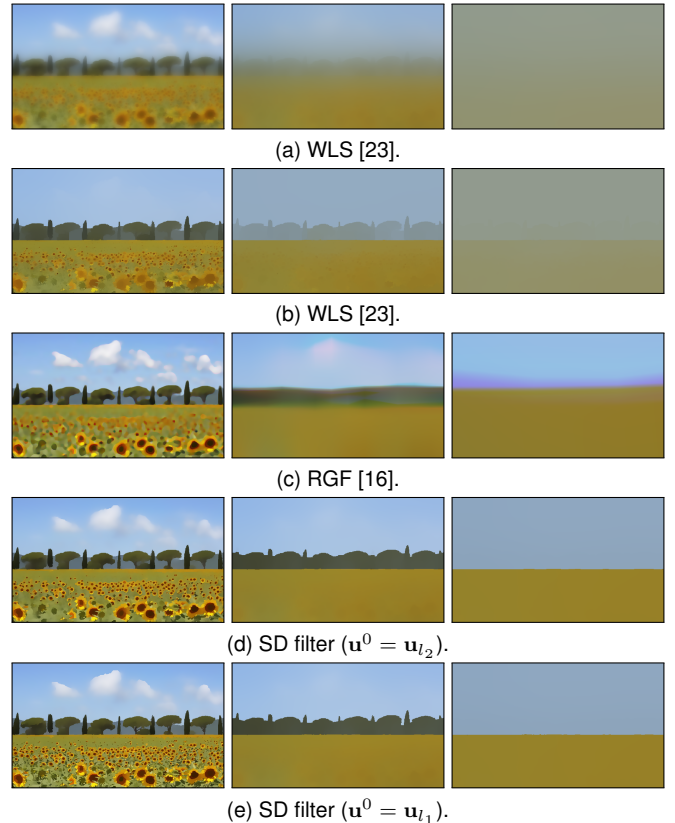 (a) WLS [23].
(b) WLS [23].
(c) RGF [16].
(d) SD filter (𝐮⁰ = 𝐮_{l₂}).
(e) SD filter (𝐮⁰ = 𝐮_{l₁}).